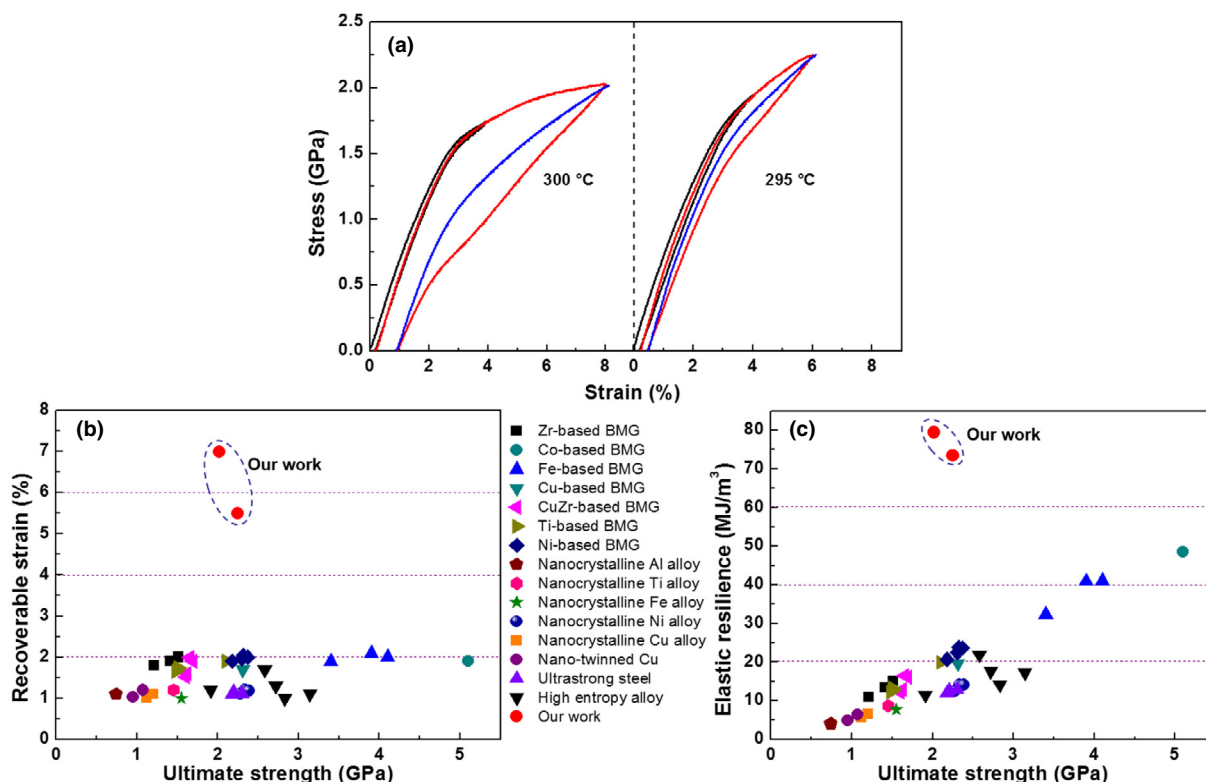 (a)
Stress (GPa)
2.5
2.0
1.5
1.0
0.5
0.0
300 °C
295 °C
0 2 4 6 8 0 2 4 6 8
Strain (%)
(b)
Recoverable strain (%)
8
7
6
5
4
3
2
1
0
Our work
0 1 2 3 4 5
Ultimate strength (GPa)
Zr-based BMG
Co-based BMG
Fe-based BMG
Cu-based BMG
CuZr-based BMG
Ti-based BMG
Ni-based BMG
Nanocrystalline Al alloy
Nanocrystalline Ti alloy
Nanocrystalline Fe alloy
Nanocrystalline Ni alloy
Nanocrystalline Cu alloy
Nano-twinned Cu
Ultrastrong steel
High entropy alloy
Our work
(c)
Elastic resilience (MJ/m³)
80
70
60
50
40
30
20
10
0
Our work
0 1 2 3 4 5
Ultimate strength (GPa)